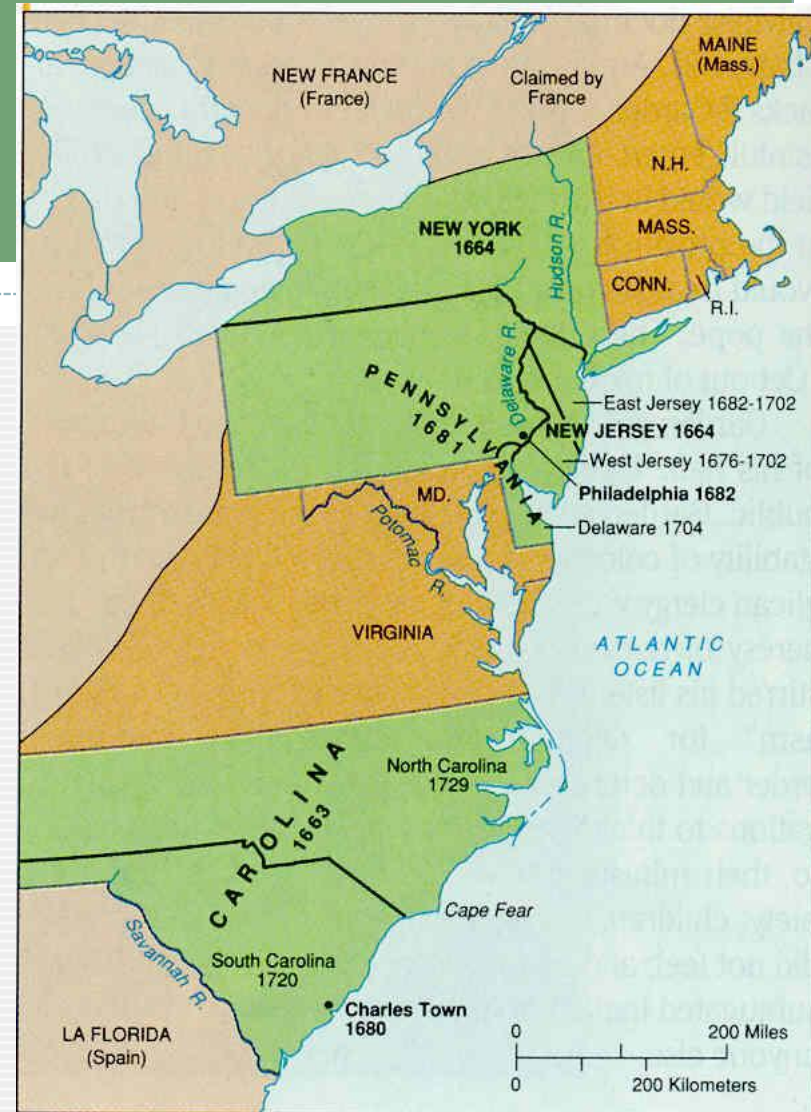 NEW FRANCE
(France)
Claimed by
France
MAINE
(Mass.)
N.H.
MASS.
CONN.
R.I.
NEW YORK
1664
Hudson R.
Delaware R.
PENNSYLVANIA
1681
East Jersey 1682-1702
NEW JERSEY 1664
West Jersey 1676-1702
Philadelphia 1682
Delaware 1704
MD.
Potomac R.
VIRGINIA
ATLANTIC
OCEAN
North Carolina
1729
CAROLINA
1663
Cape Fear
Savannah R.
South Carolina
1720
Charles Town
1680
LA FLORIDA
(Spain)
0 200 Miles
0 200 Kilometers